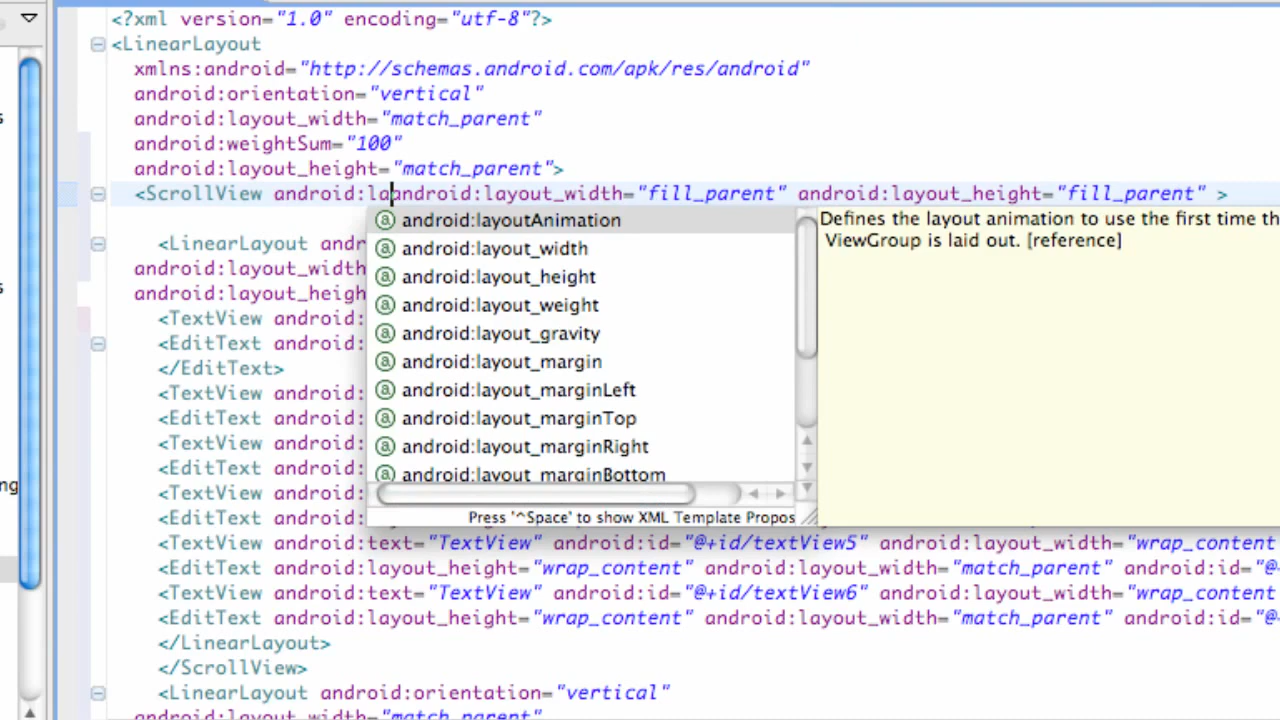 <?xml version="1.0" encoding="utf-8"?>
<LinearLayout
xmlns:android="http://schemas.android.com/apk/res/android"
android:orientation="vertical"
android:layout_width="match_parent"
android:weightSum="100"
android:layout_height="match_parent">
<ScrollView android:laandroid:layout_width="fill_parent" android:layout_height="fill_parent" >
android:layoutAnimation
android:layout_width
android:layout_height
android:layout_weight
android:layout_gravity
android:layout_margin
android:layout_marginLeft
android:layout_marginTop
android:layout_marginRight
android:layout_marginBottom
Press '^Space' to show XML Template Propos
Defines the layout animation to use the first time th
ViewGroup is laid out. [reference]
<LinearLayout andr
android:layout_width
android:layout_heigh
<TextView android:
<EditText android:
</EditText>
<TextView android:
<EditText android:
<TextView android:
<EditText android:
<TextView android:
<EditText android:
<TextView android:text="TextView" android:id="@+id/textView5" android:layout_width="wrap_content
<EditText android:layout_height="wrap_content" android:layout_width="match_parent" android:id="@
<TextView android:text="TextView" android:id="@+id/textView6" android:layout_width="wrap_content
<EditText android:layout_height="wrap_content" android:layout_width="match_parent" android:id="@
</LinearLayout>
</ScrollView>
<LinearLayout android:orientation="vertical"
android:layout_width="match_parent"